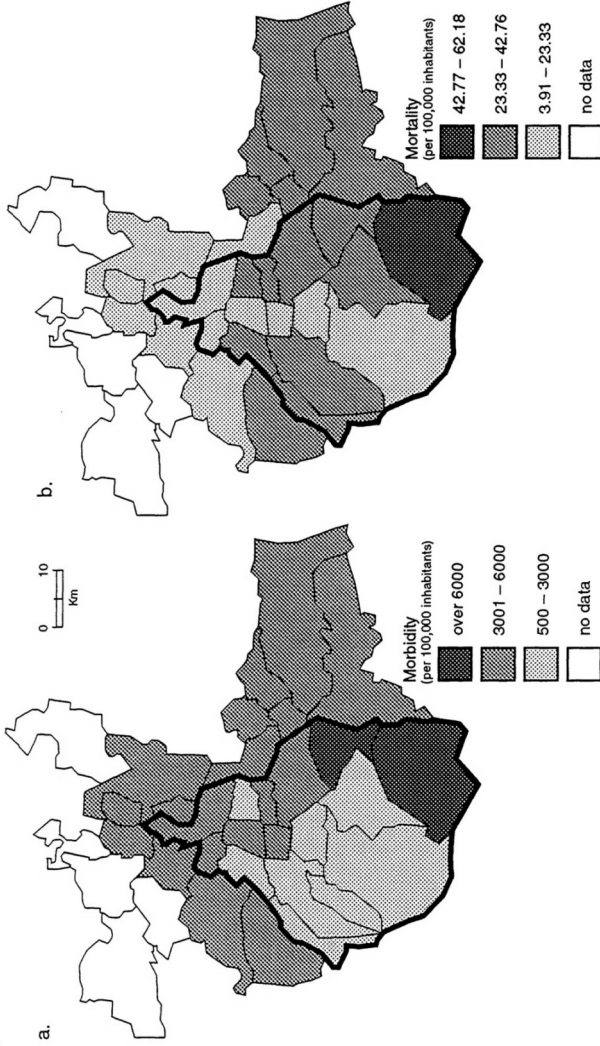 a.
0 10
Km
Morbidity
(per 100,000 inhabitants)
over 6000
3001 – 6000
500 – 3000
no data
b.
Mortality
(per 100,000 inhabitants)
42.77 – 62.18
23.33 – 42.76
3.91 – 23.33
no data